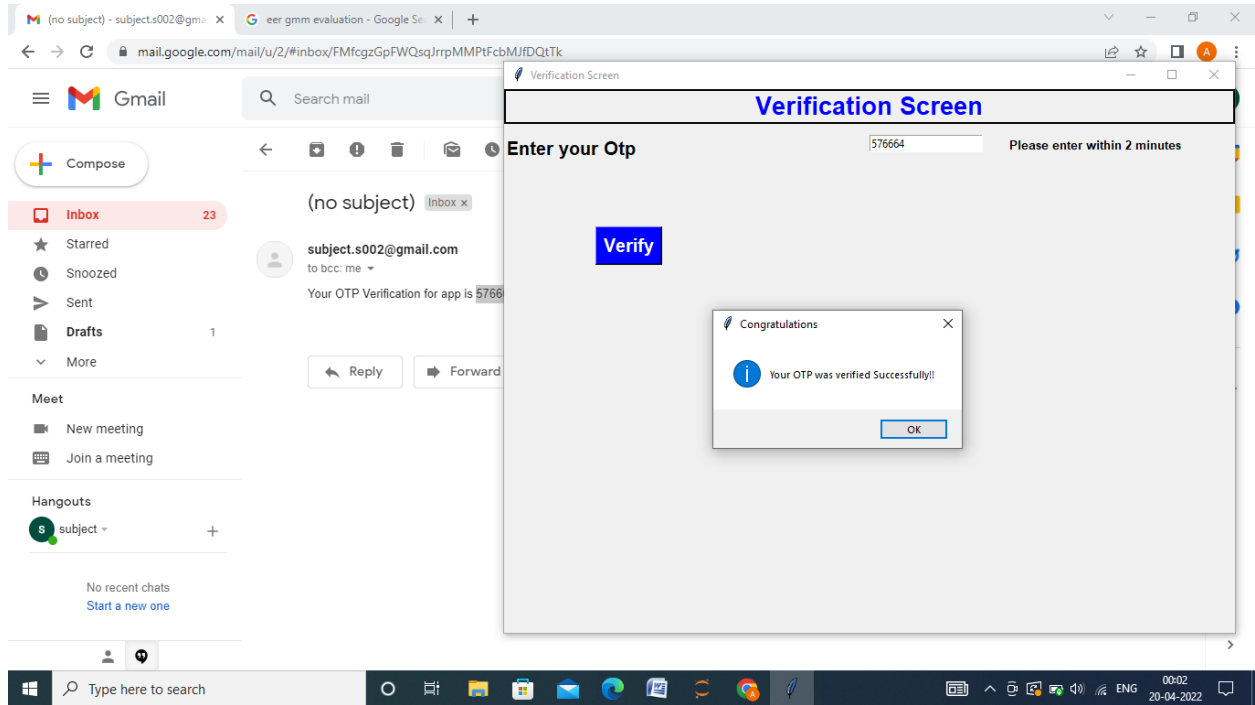 (no subject) - subject.s002@gma
eer gmm evaluation - Google Se
mail.google.com/mail/u/2/#inbox/FMfcgzGpFWQsqJrrpMMPtFcbMJfDQtTk
A
Verification Screen
Gmail
Search mail
Verification Screen
Compose
Enter your Otp
576664
Please enter within 2 minutes
(no subject)
Inbox x
Inbox 23
Starred
Snoozed
Sent
Drafts 1
More
subject.s002@gmail.com
to bcc: me
Your OTP Verification for app is 5766
Verify
Congratulations
Your OTP was verified Successfully!!
OK
Reply
Forward
Meet
New meeting
Join a meeting
Hangouts
S
subject
No recent chats
Start a new one
Type here to search
ENG
00:02
20-04-2022